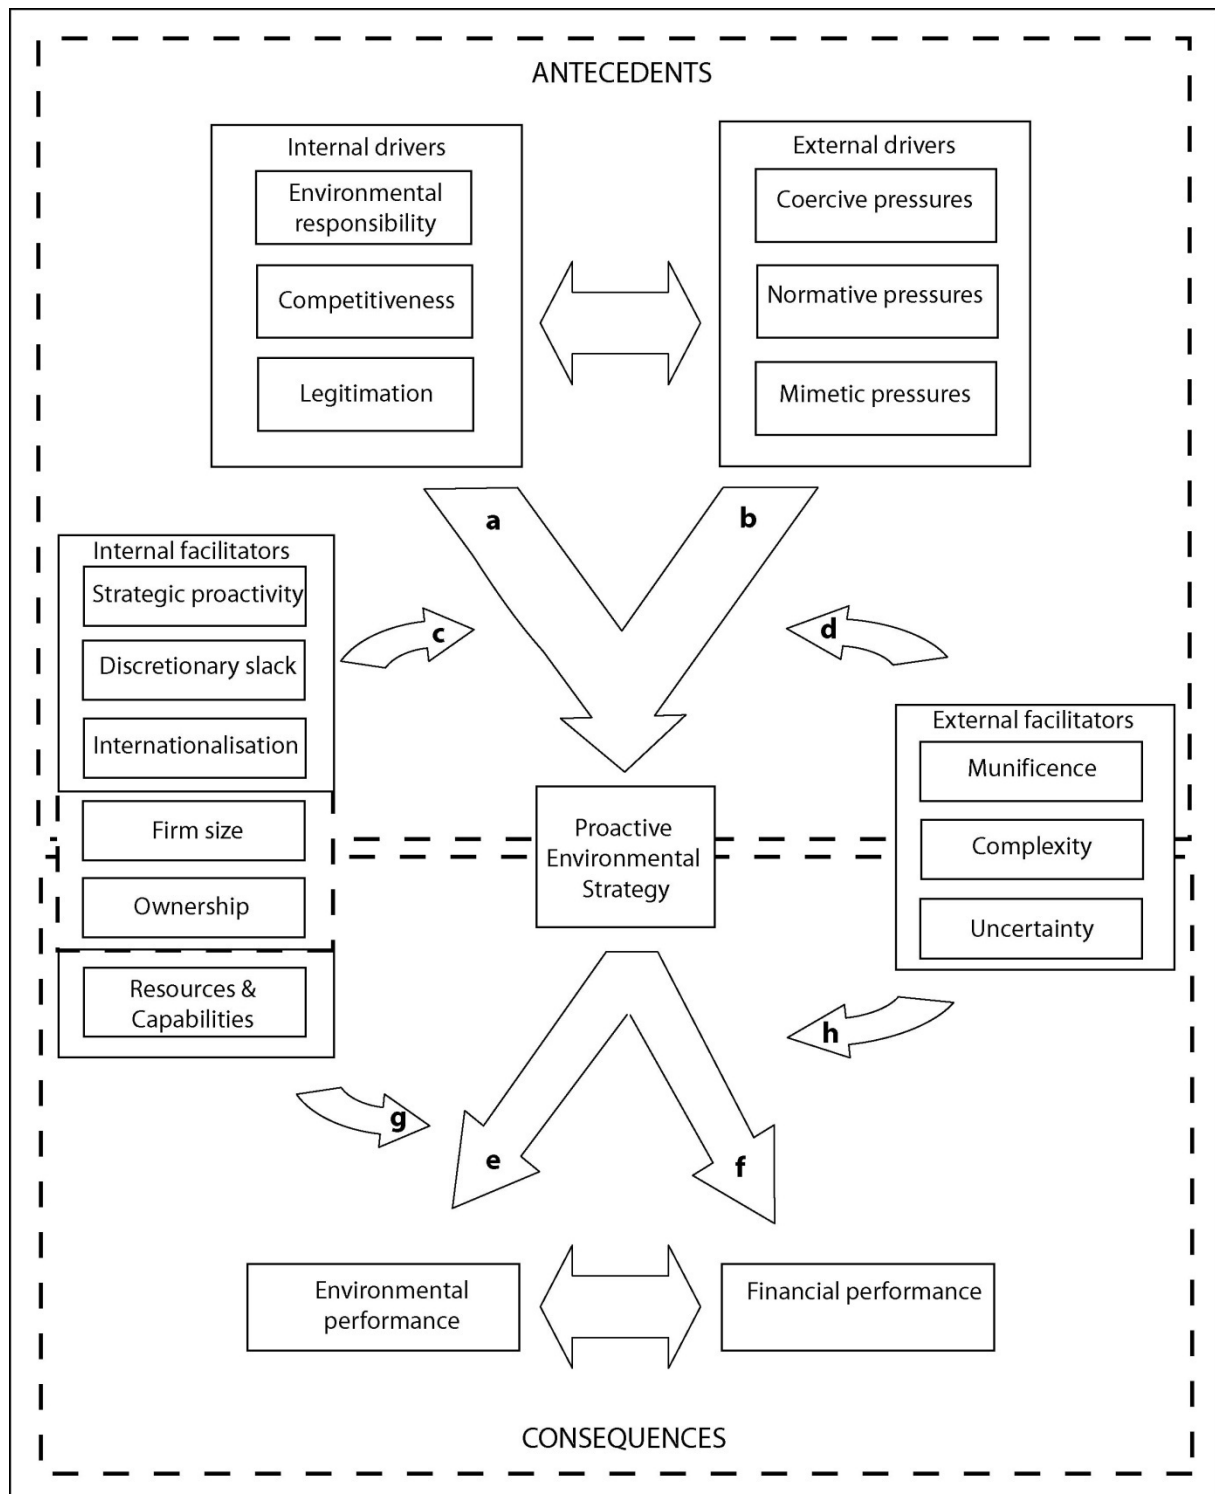 ANTECEDENTS
Internal drivers
Environmental
responsibility
Competitiveness
Legitimation
External drivers
Coercive pressures
Normative pressures
Mimetic pressures
a
b
Internal facilitators
Strategic proactivity
Discretionary slack
Internationalisation
Firm size
Ownership
Resources &
Capabilities
c
d
Proactive
Environmental
Strategy
External facilitators
Munificence
Complexity
Uncertainty
g
h
e
f
Environmental
performance
Financial performance
CONSEQUENCES